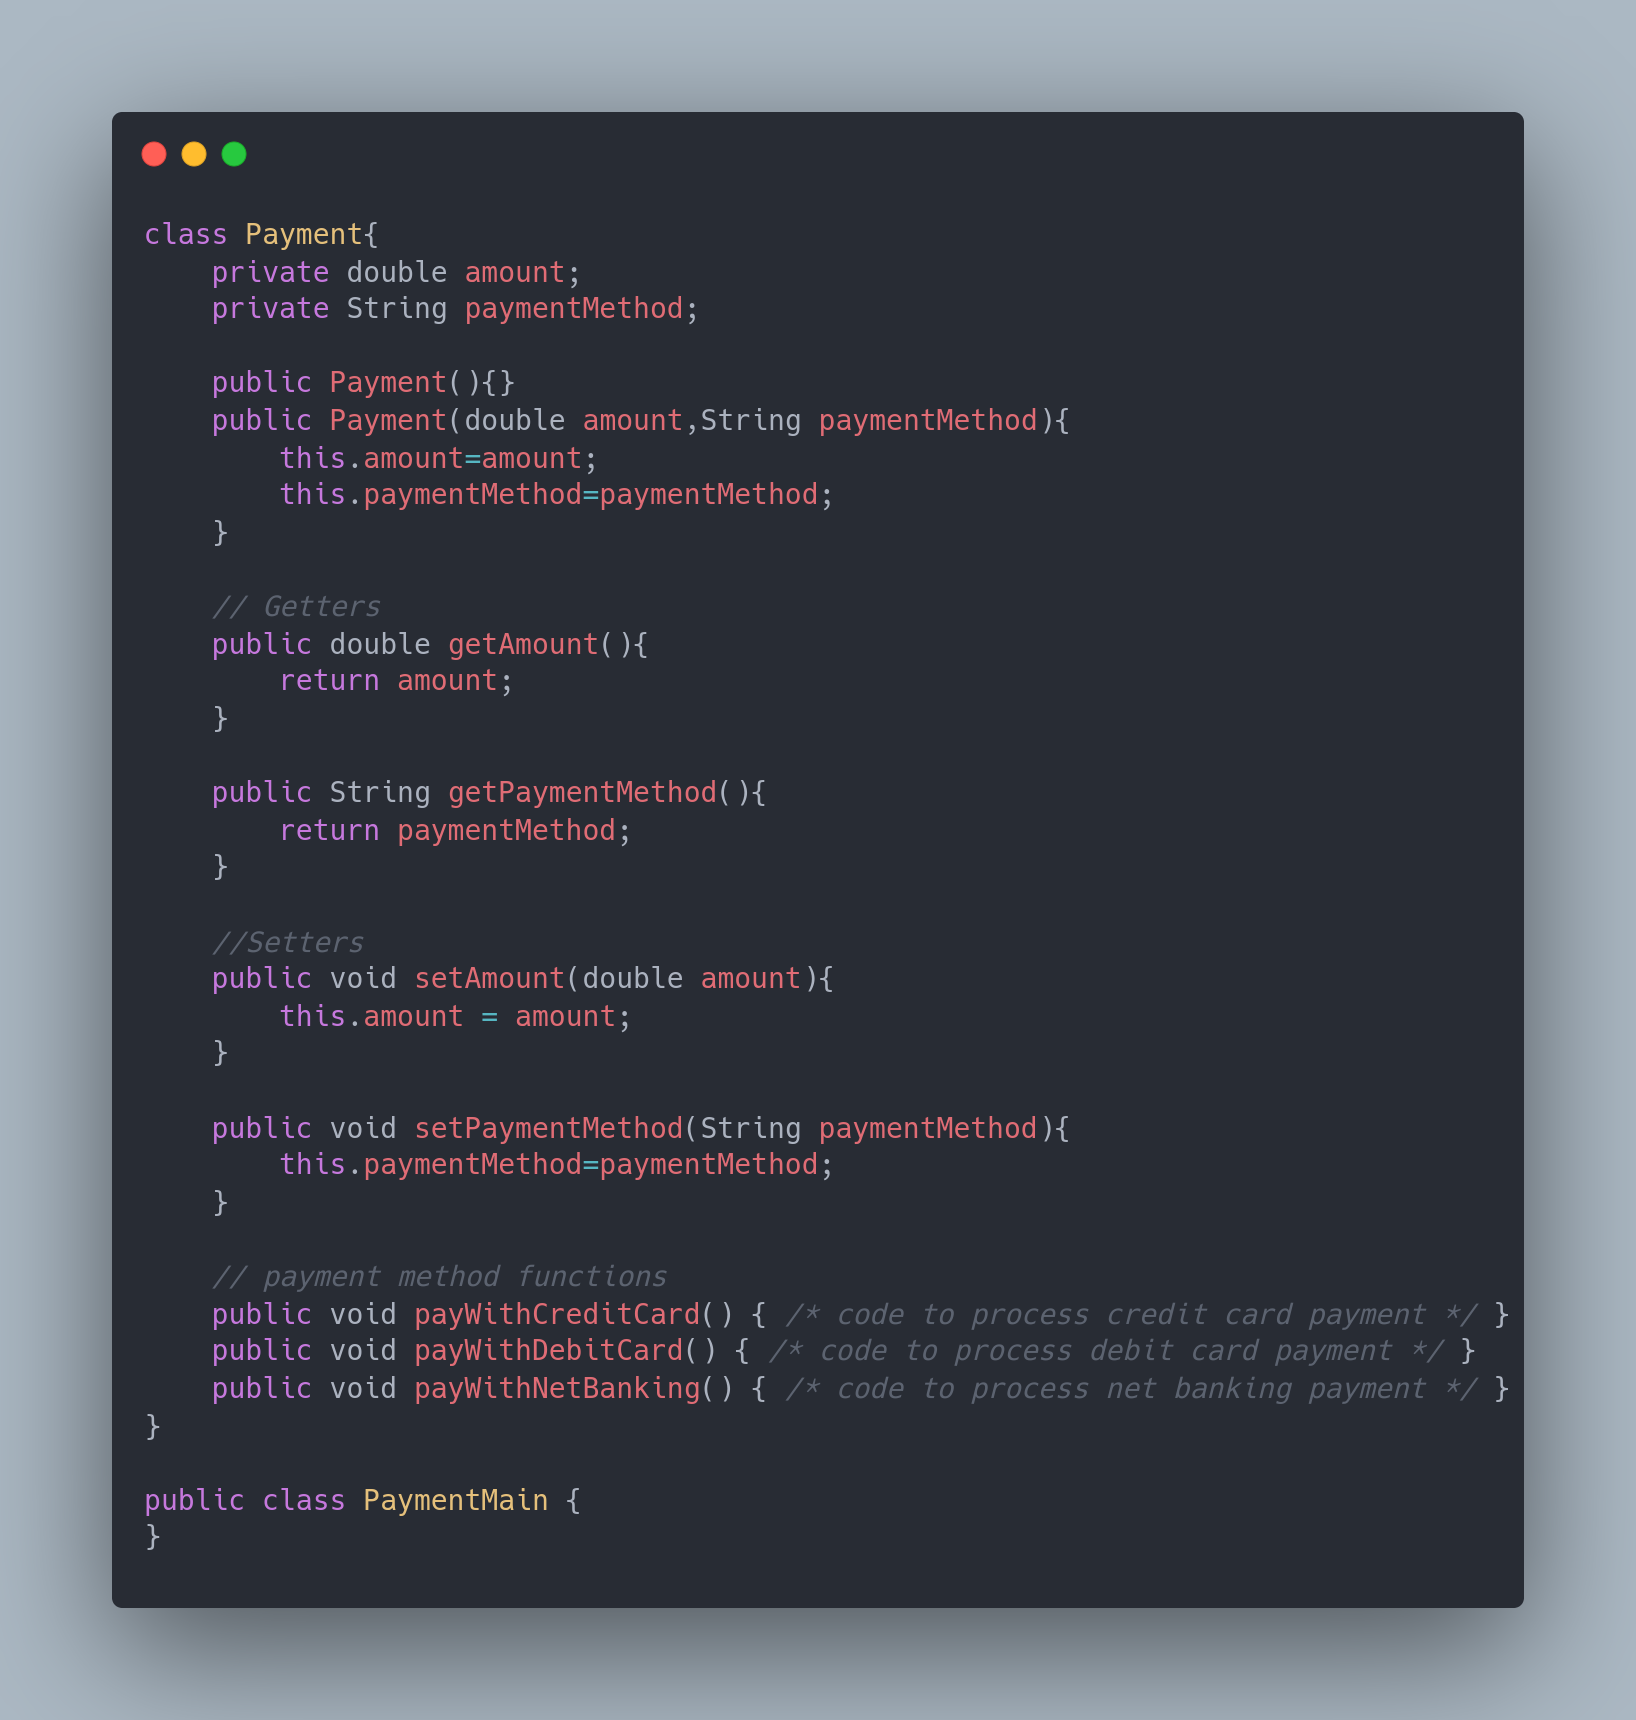 class Payment{
    private double amount;
    private String paymentMethod;

    public Payment(){}
    public Payment(double amount,String paymentMethod){
        this.amount=amount;
        this.paymentMethod=paymentMethod;
    }

    // Getters
    public double getAmount(){
        return amount;
    }

    public String getPaymentMethod(){
        return paymentMethod;
    }

    //Setters
    public void setAmount(double amount){
        this.amount = amount;
    }

    public void setPaymentMethod(String paymentMethod){
        this.paymentMethod=paymentMethod;
    }

    // payment method functions
    public void payWithCreditCard() { /* code to process credit card payment */ }
    public void payWithDebitCard() { /* code to process debit card payment */ }
    public void payWithNetBanking() { /* code to process net banking payment */ }
}

public class PaymentMain {
}